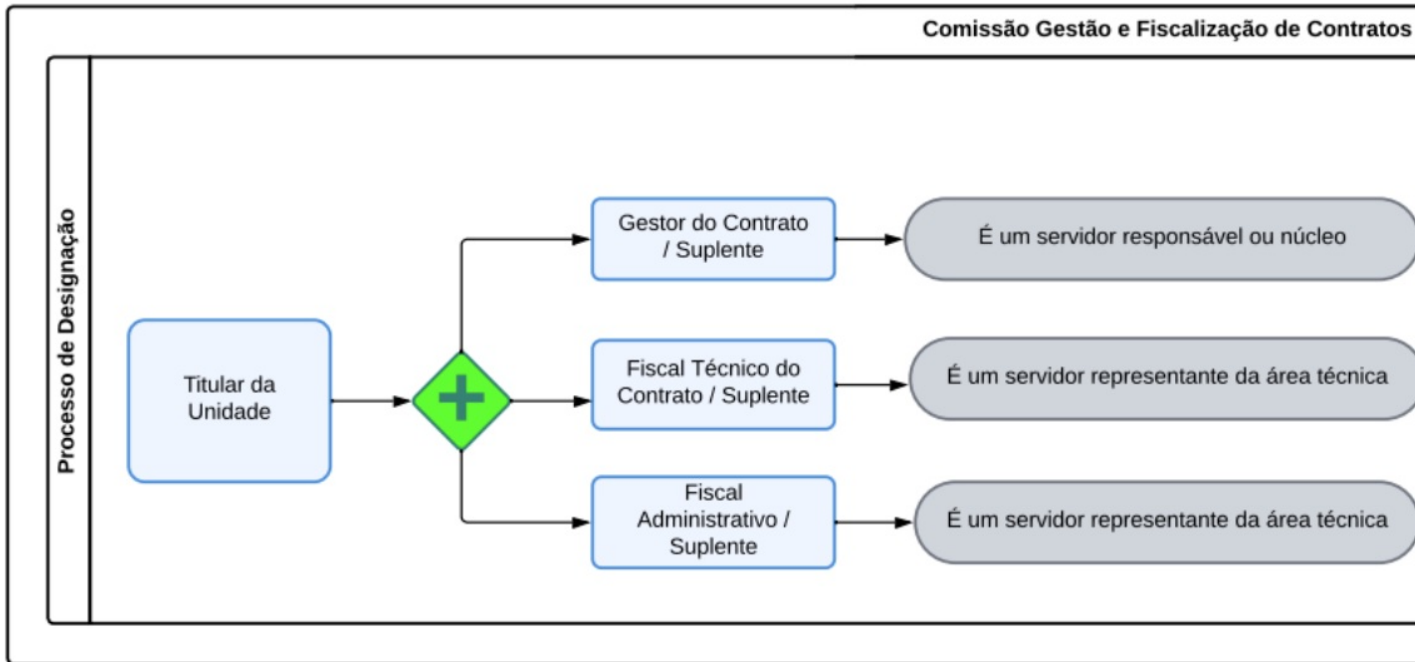 Comissão Gestão e Fiscalização de Contratos
Processo de Designação
Titular da
Unidade
Gestor do Contrato
/ Suplente
É um servidor responsável ou núcleo
Fiscal Técnico do
Contrato / Suplente
É um servidor representante da área técnica
Fiscal
Administrativo /
Suplente
É um servidor representante da área técnica